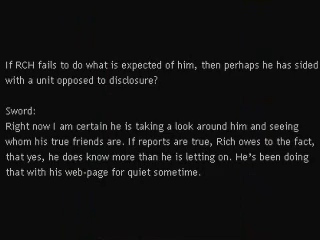 If RCH fails to do what is expected of him, then perhaps he has sided
with a unit opposed to disclosure?
Sword:
Right now I am certain he is taking a look around him and seeing
whom his true friends are. If reports are true, Rich owes to the fact,
that yes, he does know more than he is letting on. He's been doing
that with his web-page for quiet sometime.